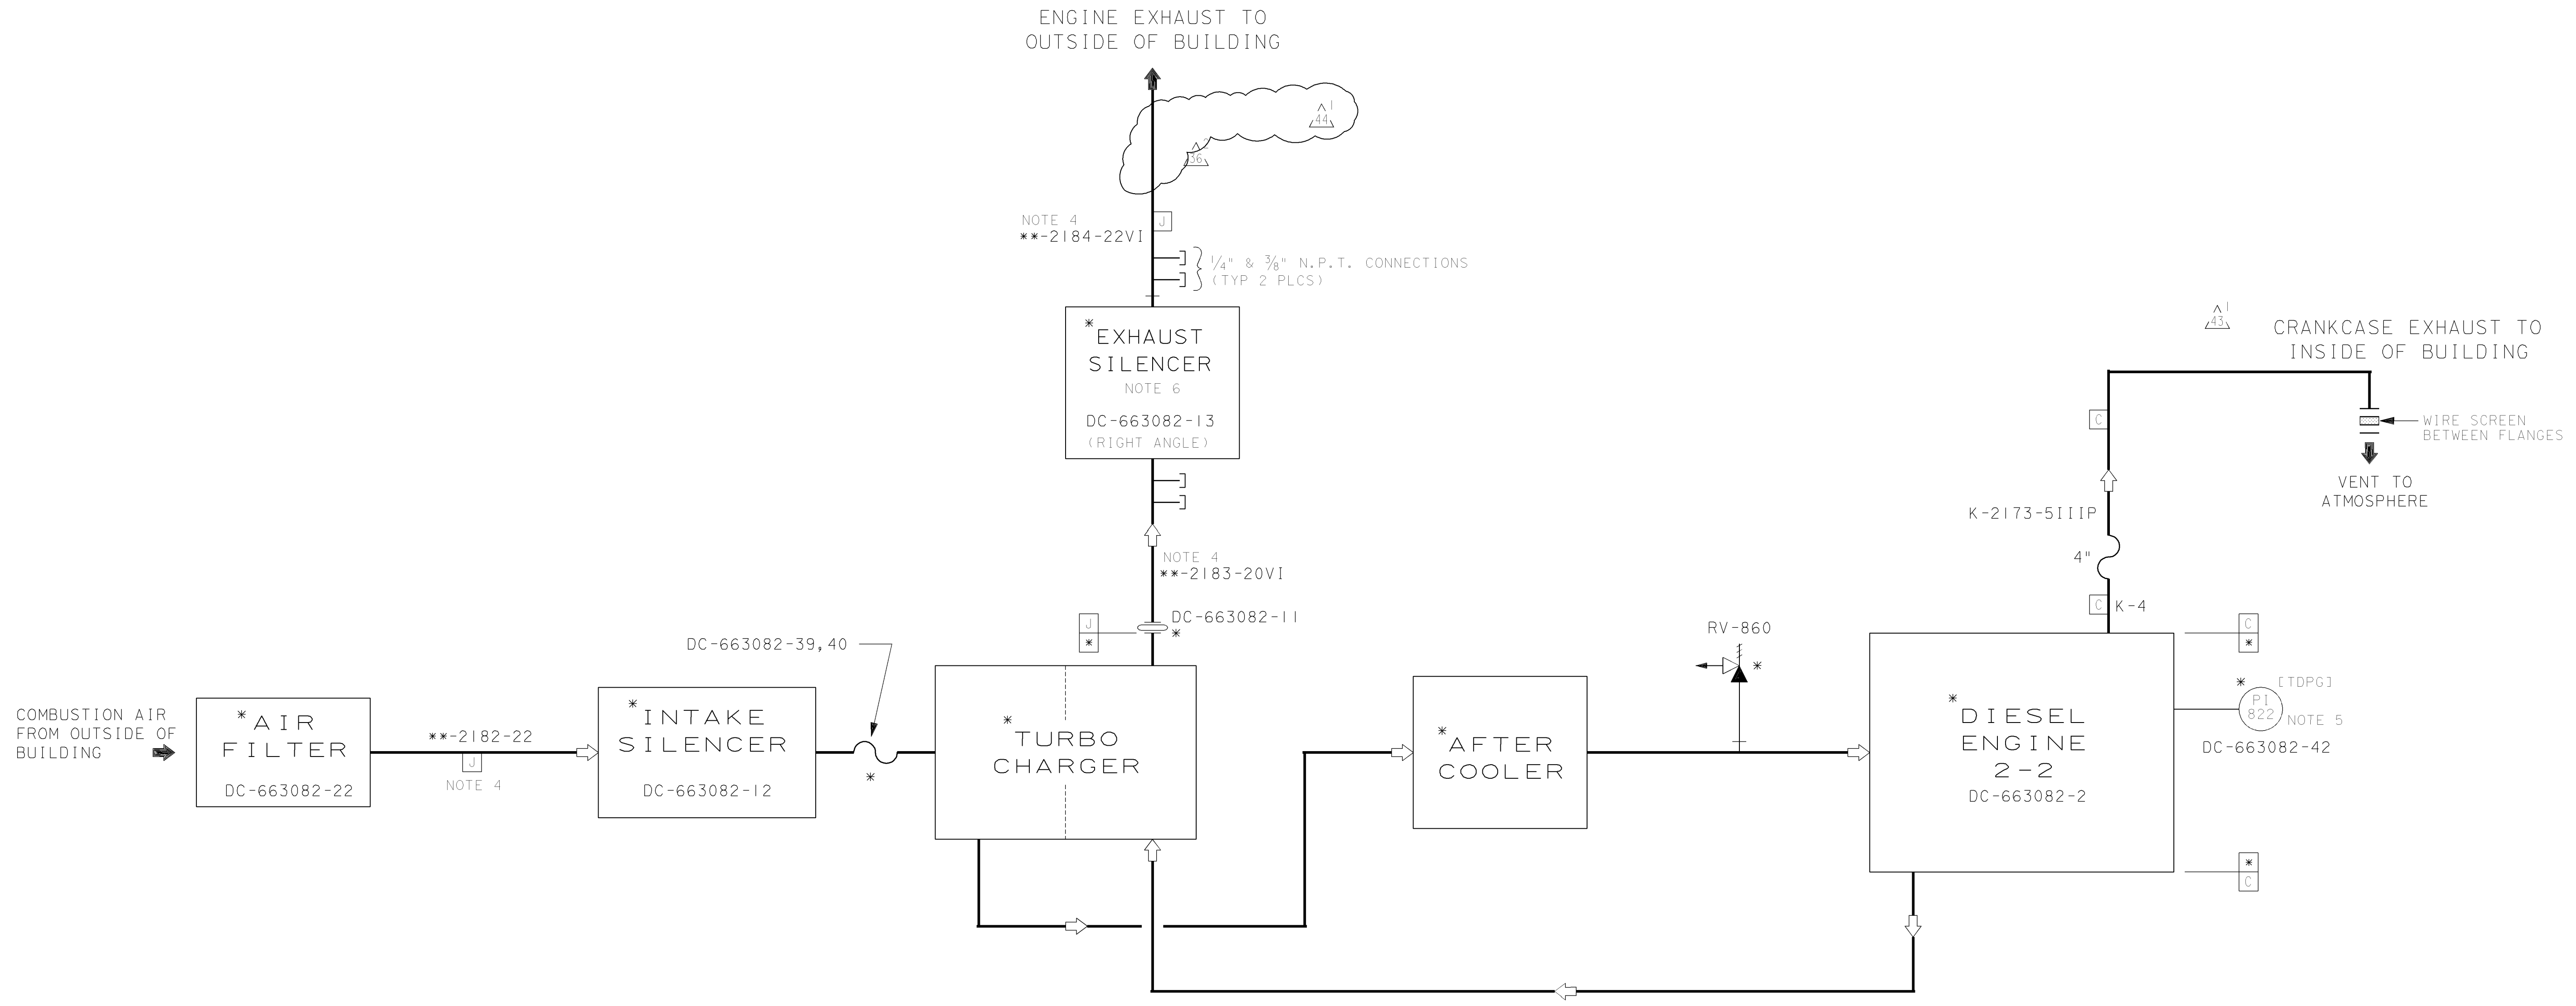 ENGINE EXHAUST TO
OUTSIDE OF BUILDING
1
44
2
36
NOTE 4
**-2184-22VI
J
1/4" & 3/8" N.P.T. CONNECTIONS
(TYP 2 PLCS)
*
EXHAUST
SILENCER
NOTE 6
DC-663082-13
(RIGHT ANGLE)
1
43
CRANKCASE EXHAUST TO
INSIDE OF BUILDING
C
WIRE SCREEN
BETWEEN FLANGES
VENT TO
ATMOSPHERE
K-2173-5IIIP
4"
C
K-4
NOTE 4
**-2183-20VI
J
*
DC-663082-11
*
DC-663082-39,40
RV-860
*
C
*
COMBUSTION AIR
FROM OUTSIDE OF
BUILDING
*AIR
FILTER
DC-663082-22
**-2182-22
J
NOTE 4
*INTAKE
SILENCER
DC-663082-12
*
*
TURBO
CHARGER
*AFTER
COOLER
*
DIESEL
ENGINE
2-2
DC-663082-2
* [TDPG]
PI
822
NOTE 5
DC-663082-42
*
C